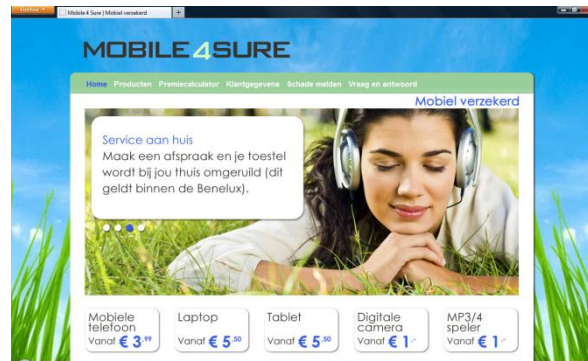 Mobile 4 Sure | Mobiel verzekerd
MOBILE 4 SURE
Home Producten Premiecalculator Klantgegevens Schade melden Vraag en antwoord
Mobiel verzekerd
Service aan huis
Maak een afspraak en je toestel
wordt bij jou thuis omgeruild (dit
geldt binnen de Benelux).
Mobiele
telefoon
Vanaf € 3.99
Laptop
Vanaf € 5.50
Tablet
Vanaf € 5.50
Digitale
camera
Vanaf € 1.-
MP3/4
speler
Vanaf € 1.-